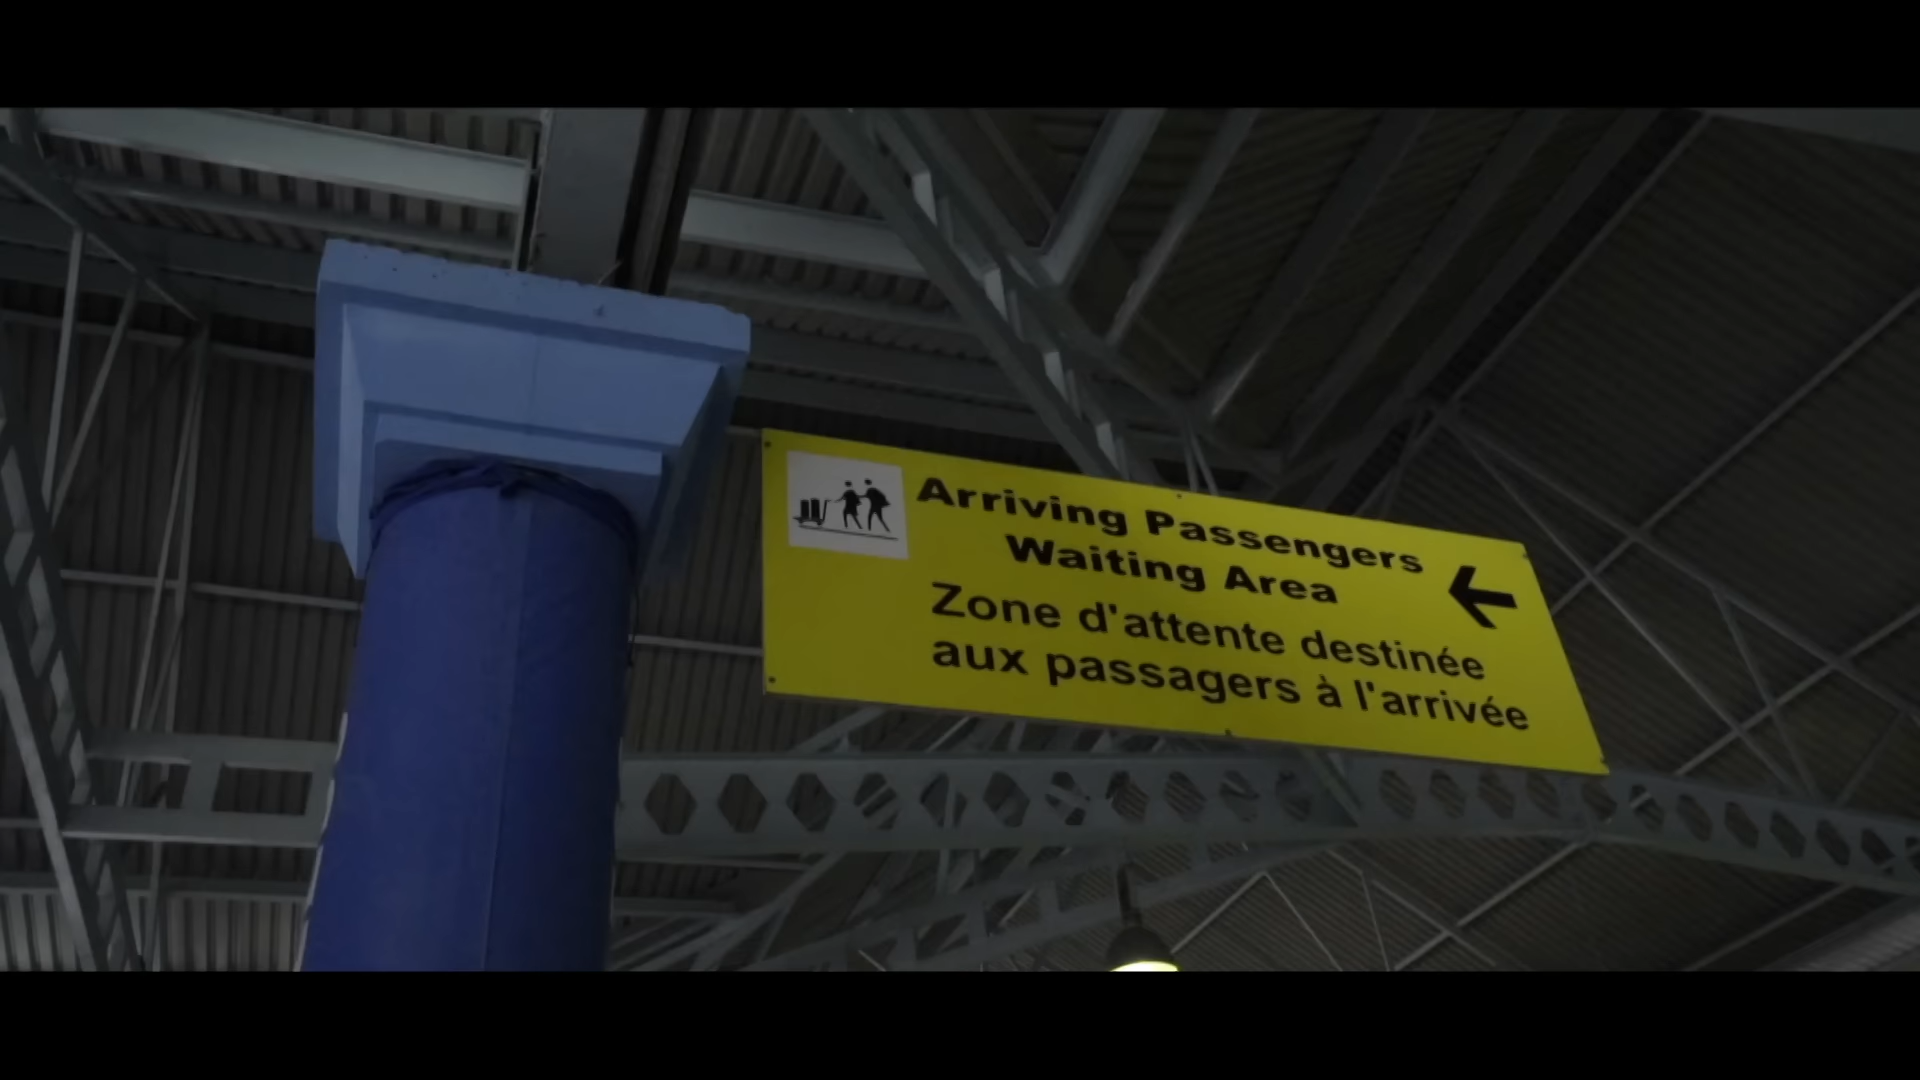 Arriving Passengers
Waiting Area
Zone d'attente destinée
aux passagers à l'arrivée